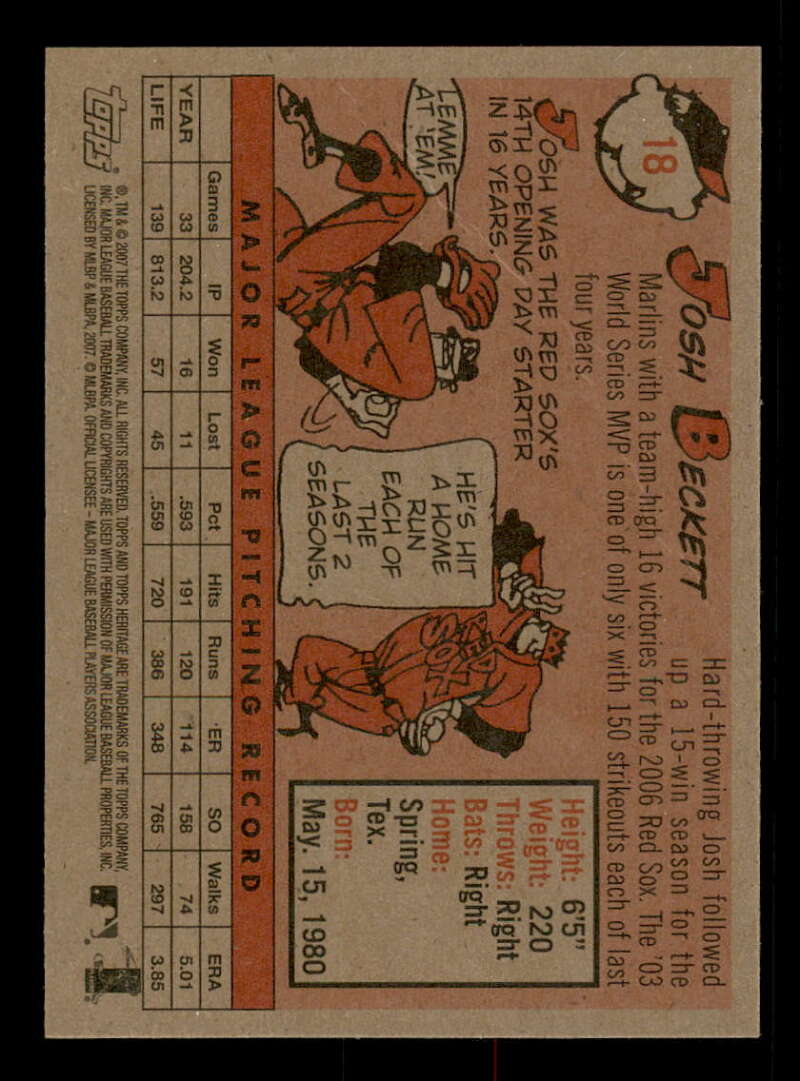 18
JOSH BECKETT
Hard-throwing Josh followed
up a 15-win season for the
Marlins with a team-high 16 victories for the 2006 Red Sox. The '03
World Series MVP is one of only six with 150 strikeouts each of last
four years.
JOSH WAS THE RED SOX'S
14TH OPENING DAY STARTER
IN 16 YEARS.
LEMME
AT 'EM!
HE'S HIT
A HOME
RUN
EACH OF
THE
LAST 2
SEASONS.
RED
SOX
Height: 6'5"
Weight: 220
Throws: Right
Bats: Right
Home:
Spring,
Tex.
Born:
May. 15, 1980
MAJOR LEAGUE PITCHING RECORD
Games IP Won Lost Pct Hits Runs ER SO Walks ERA
YEAR 33 204.2 16 11 .593 191 120 114 158 74 5.01
LIFE 139 813.2 57 45 .559 720 386 348 765 297 3.85
TOPPS
®, TM & © 2007 THE TOPPS COMPANY, INC. ALL RIGHTS RESERVED. TOPPS AND TOPPS HERITAGE ARE TRADEMARKS OF THE TOPPS COMPANY,
INC. MAJOR LEAGUE BASEBALL TRADEMARKS AND COPYRIGHTS ARE USED WITH PERMISSION OF MAJOR LEAGUE BASEBALL PROPERTIES, INC.
LICENSED BY MLBP & MLBPA, 2007. © MLBPA. OFFICIAL LICENSEE – MAJOR LEAGUE BASEBALL PLAYERS ASSOCIATION.